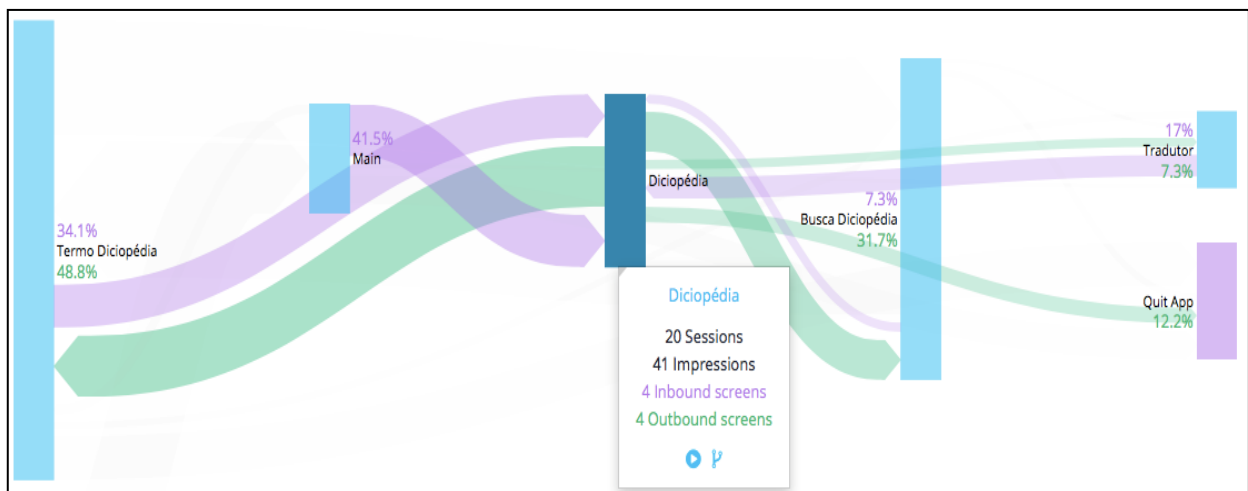 34.1%
Termo Diciopédia
48.8%
41.5%
Main
Diciopédia
Diciopédia
20 Sessions
41 Impressions
4 Inbound screens
4 Outbound screens
7.3%
Busca Diciopédia
31.7%
17%
Tradutor
7.3%
Quit App
12.2%